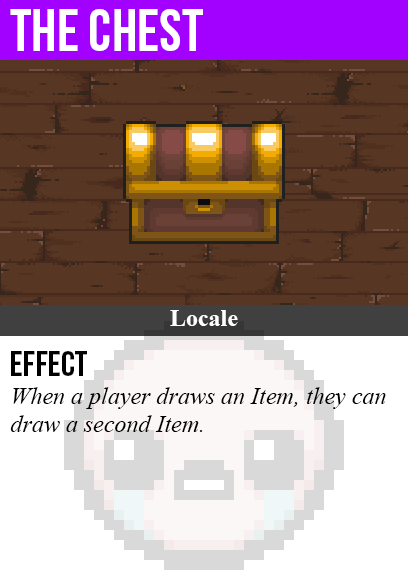 THE CHEST
Locale
EFFECT
When a player draws an Item, they can
draw a second Item.